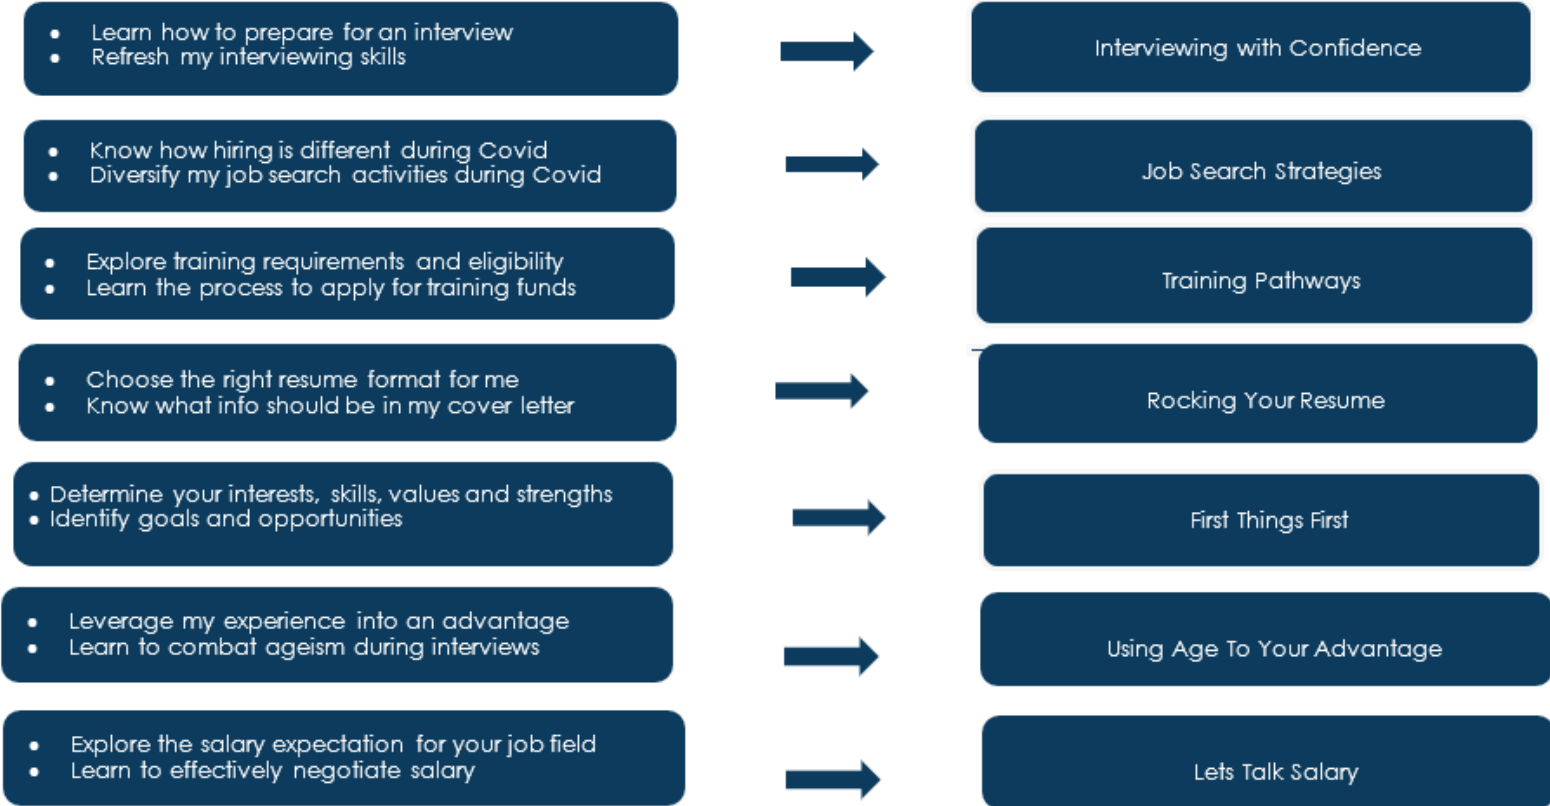 • Learn how to prepare for an interview
• Refresh my interviewing skills
Interviewing with Confidence
• Know how hiring is different during Covid
• Diversify my job search activities during Covid
Job Search Strategies
• Explore training requirements and eligibility
• Learn the process to apply for training funds
Training Pathways
• Choose the right resume format for me
• Know what info should be in my cover letter
Rocking Your Resume
• Determine your interests, skills, values and strengths
• Identify goals and opportunities
First Things First
• Leverage my experience into an advantage
• Learn to combat ageism during interviews
Using Age To Your Advantage
• Explore the salary expectation for your job field
• Learn to effectively negotiate salary
Lets Talk Salary